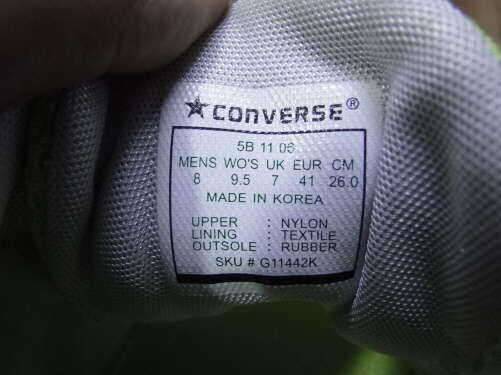 CONVERSE®
5B 11 06
MENS WO'S UK EUR CM
8 9.5 7 41 26.0
MADE IN KOREA
UPPER : NYLON
LINING : TEXTILE
OUTSOLE : RUBBER
SKU # G11442K